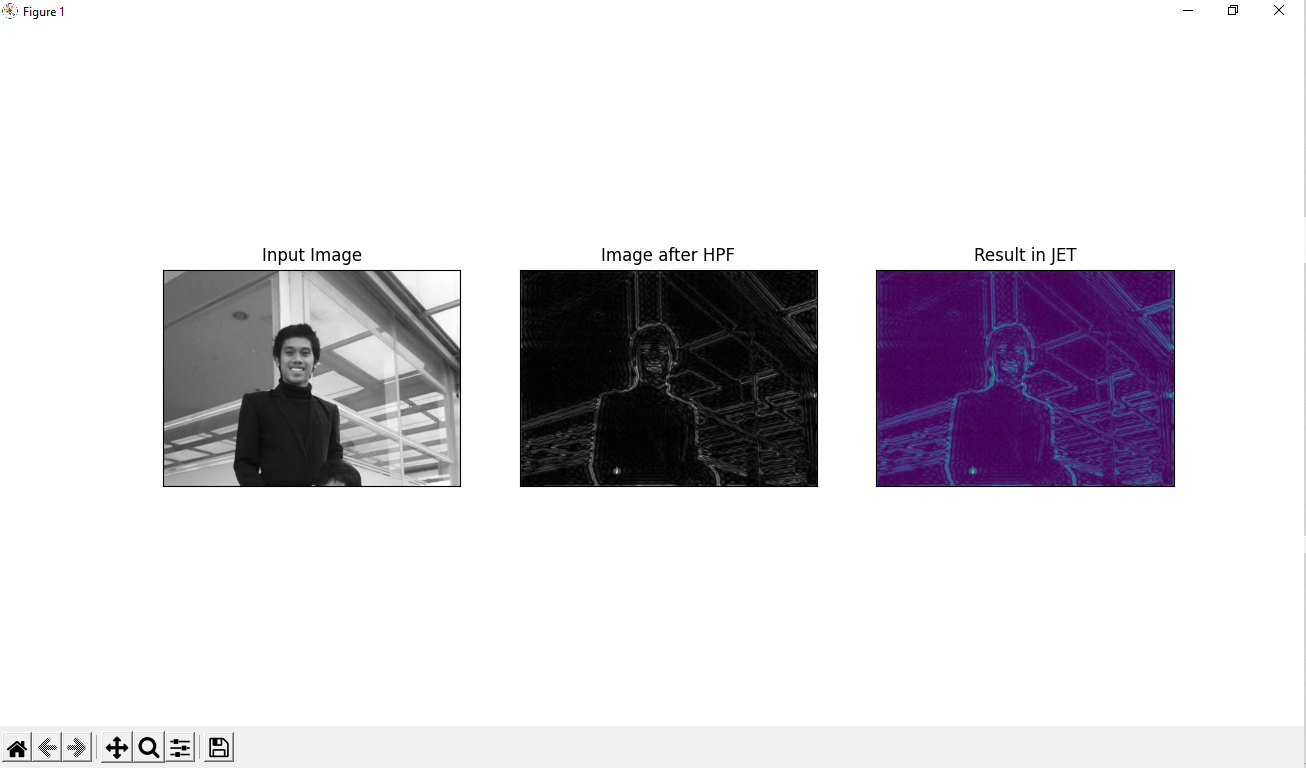 Figure 1
Input Image
Image after HPF
Result in JET